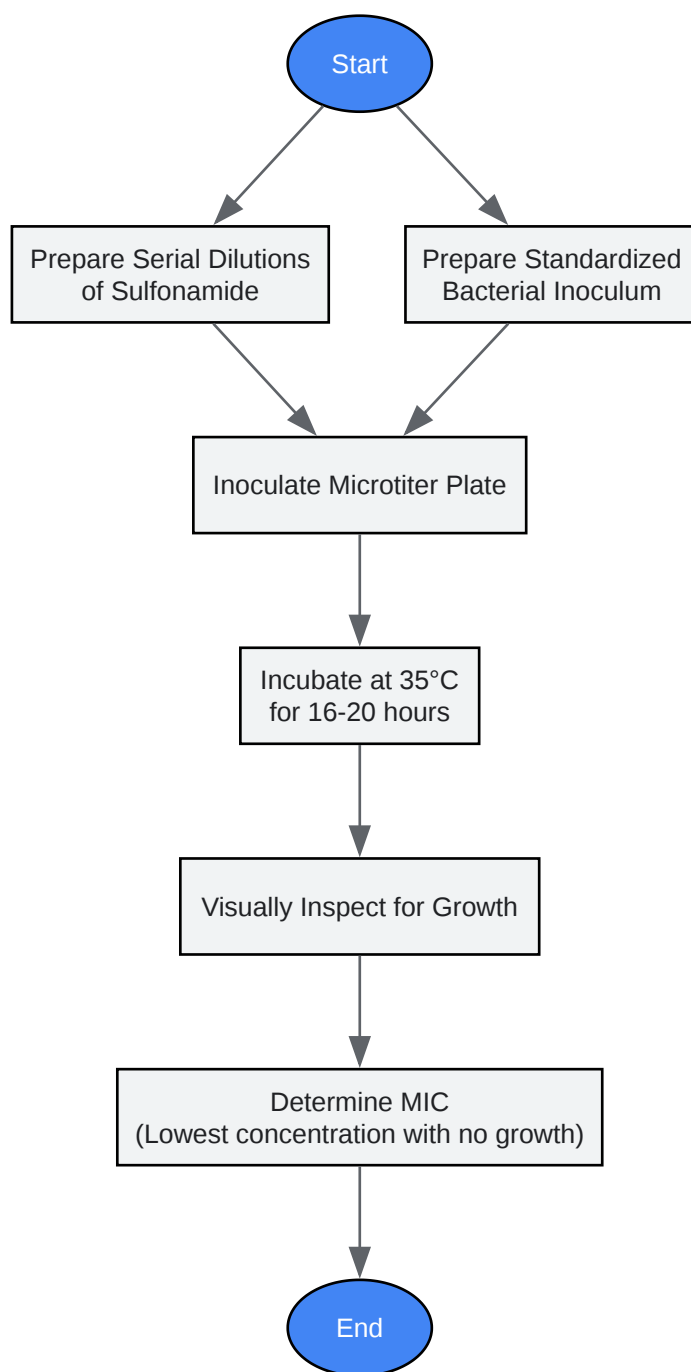 Start
Prepare Serial Dilutions
of Sulfonamide
Prepare Standardized
Bacterial Inoculum
Inoculate Microtiter Plate
Incubate at 35°C
for 16-20 hours
Visually Inspect for Growth
Determine MIC
(Lowest concentration with no growth)
End